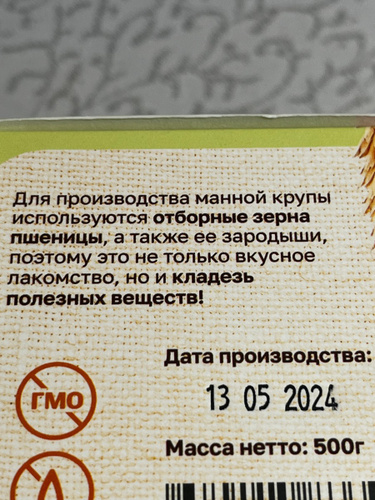 Для производства манной крупы
используются отборные зерна
пшеницы, а также ее зародыши,
поэтому это не только вкусное
лакомство, но и кладезь
полезных веществ!
Дата производства:
13 05 2024
ГМО
Масса нетто: 500г